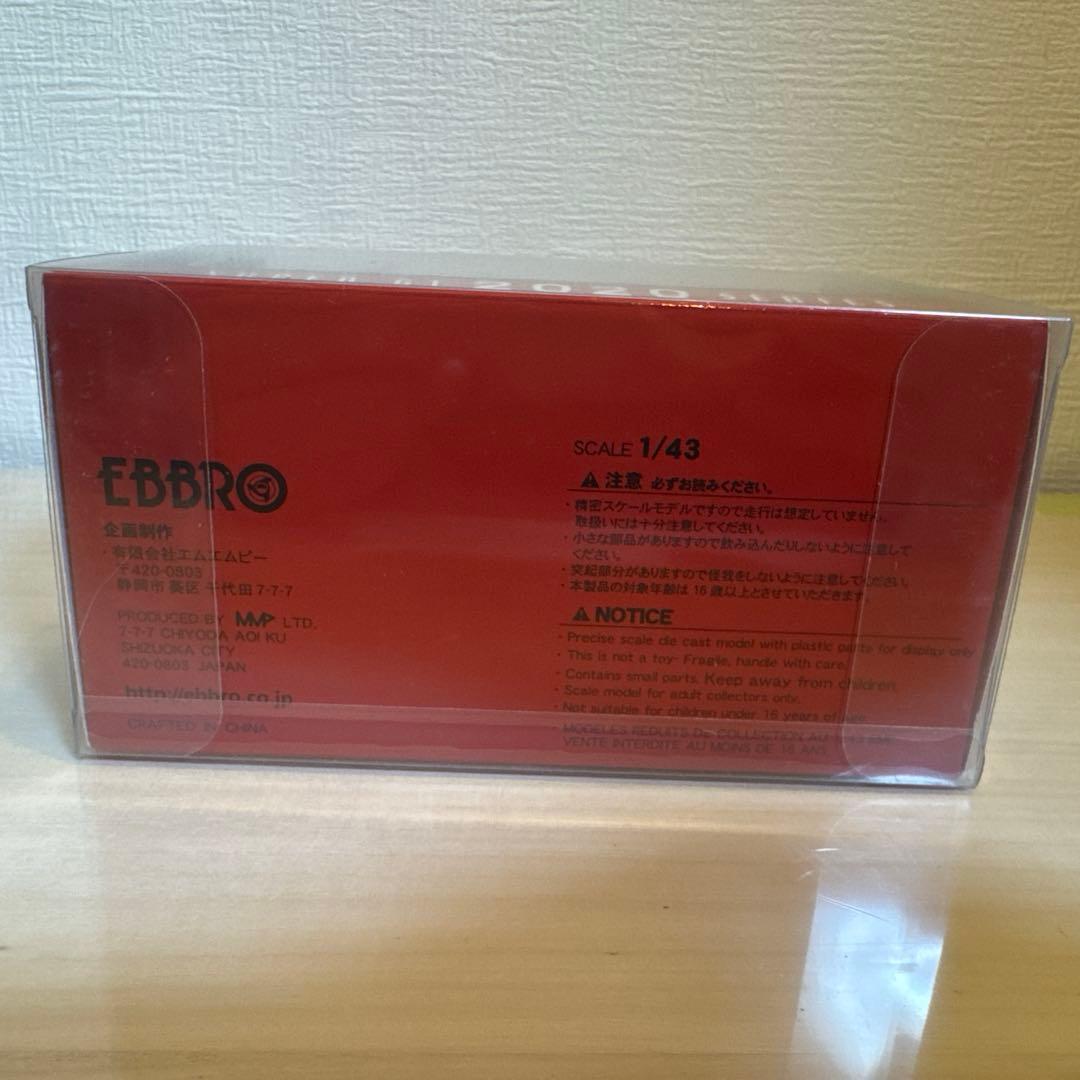 SUPER GT 2020 SERIES
EBBRO
企画制作
・有限会社エムエムピー
〒420-0803
静岡市 葵区 千代田 7-7-7
PRODUCED BY MMP LTD.
7-7-7 CHIYODA AOI KU
SHIZUOKA CITY
420-0803 JAPAN
http://ebbro.co.jp
CRAFTED IN CHINA
SCALE 1/43
注意 必ずお読みください。
・精密スケールモデルですので走行は想定していません。
取扱いには十分注意してください。
・小さな部品がありますので飲み込んだりしないように注意して
ください。
・突起部分がありますので怪我をしないように注意してください。
・本製品の対象年齢は 16 歳以上とさせていただきます。
NOTICE
・Precise scale die cast model with plastic parts for display only
・This is not a toy. Fragile, handle with care.
・Contains small parts. Keep away from children.
・Scale model for adult collectors only.
・Not suitable for children under 16 years of age.
・MODELES REDUITS DE COLLECTION AU 1/43 EME
VENTE INTERDITE AU MOINS DE 16 ANS